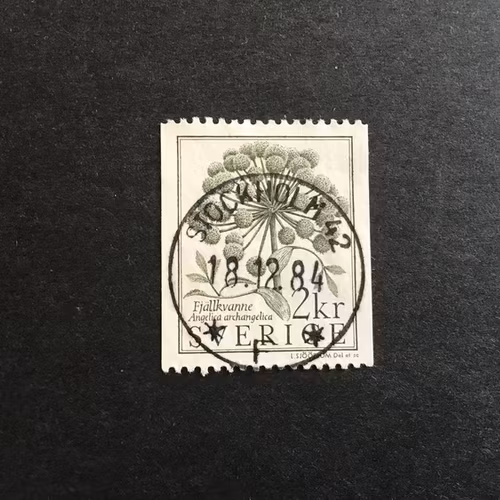 STOCKHOLM 42
18.12.84
Fjällkvanne
Angelica archangelica
2kr
SVERIGE